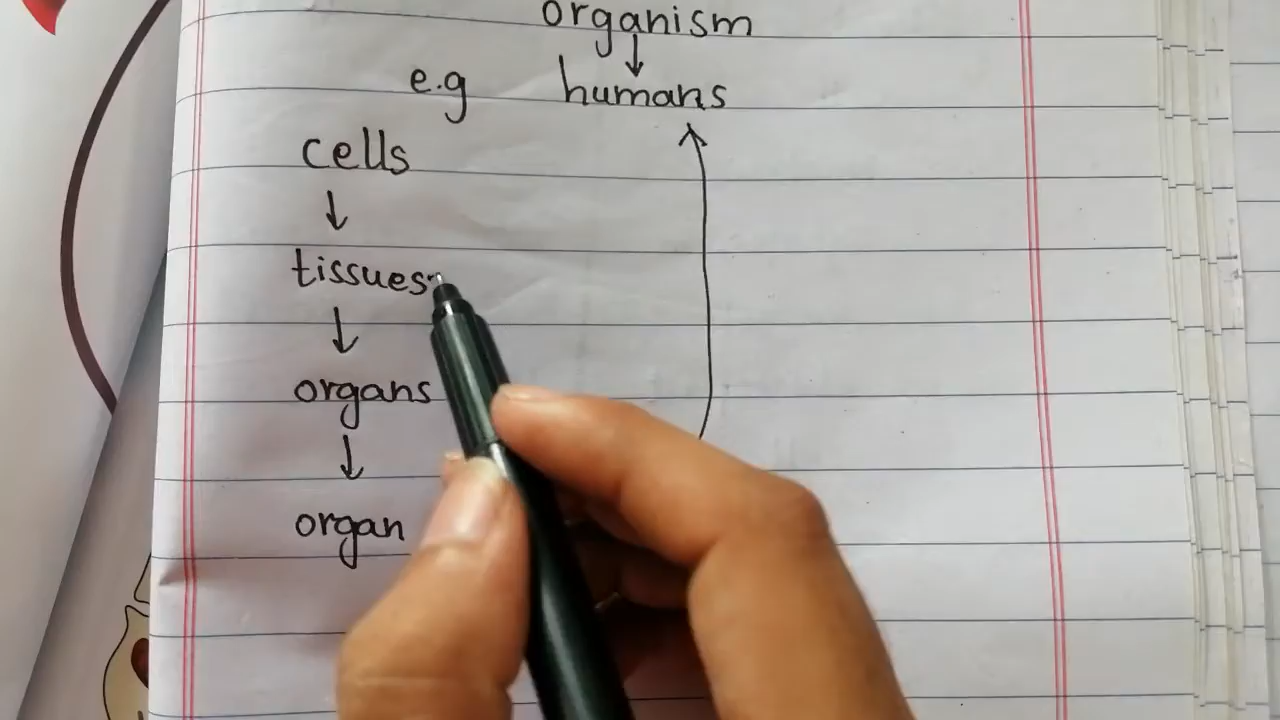 organism
↓
e.g humans
cells
↓
tissues
↓
organs
↓
organ